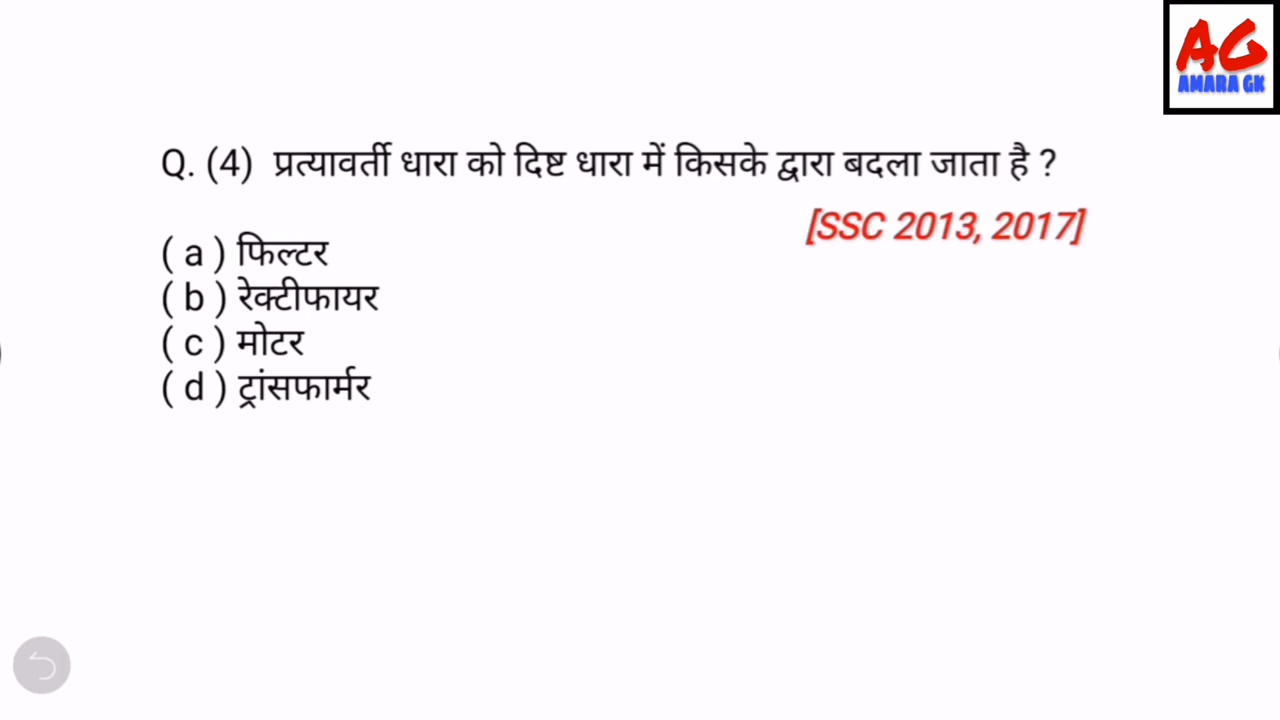 AG
AMARA GK
Q. (4) प्रत्यावर्ती धारा को दिष्ट धारा में किसके द्वारा बदला जाता है ?
[SSC 2013, 2017]
( a ) फिल्टर
( b ) रेक्टीफायर
( c ) मोटर
( d ) ट्रांसफार्मर